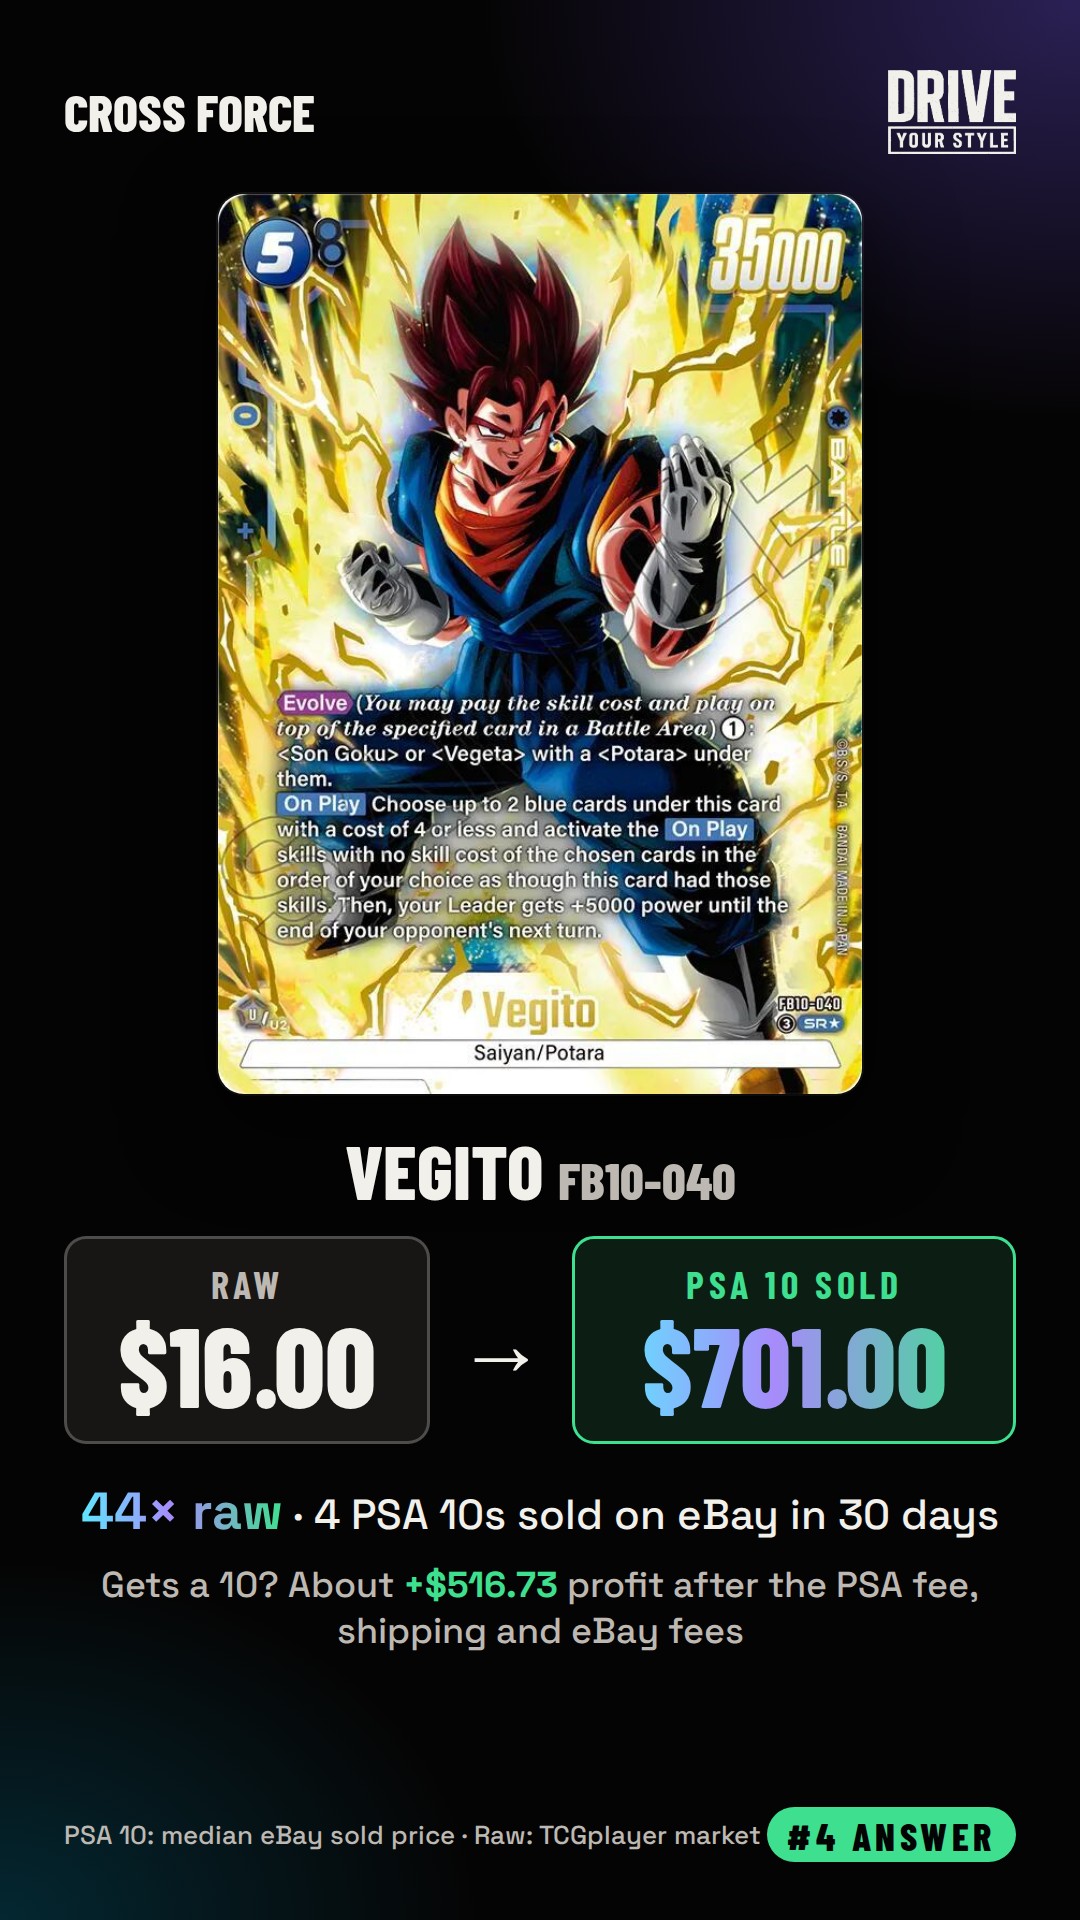 CROSS FORCE
DRIVE
YOUR STYLE
5
8
35000
0
BATTLE
+
Evolve (You may pay the skill cost and play on
top of the specified card in a Battle Area) 1 :
<Son Goku> or <Vegeta> with a <Potara> under
them.
On Play Choose up to 2 blue cards under this card
with a cost of 4 or less and activate the On Play
skills with no skill cost of the chosen cards in the
order of your choice as though this card had those
skills. Then, your Leader gets +5000 power until the
end of your opponent's next turn.
©B.S./S., T.A. BANDAI MADE IN JAPAN
Vegito
FB10-040
U/02
3 SR★
Saiyan/Potara
VEGITO FB10-040
RAW
$16.00
→
PSA 10 SOLD
$701.00
44× raw · 4 PSA 10s sold on eBay in 30 days
Gets a 10? About +$516.73 profit after the PSA fee,
shipping and eBay fees
PSA 10: median eBay sold price · Raw: TCGplayer market
#4 ANSWER